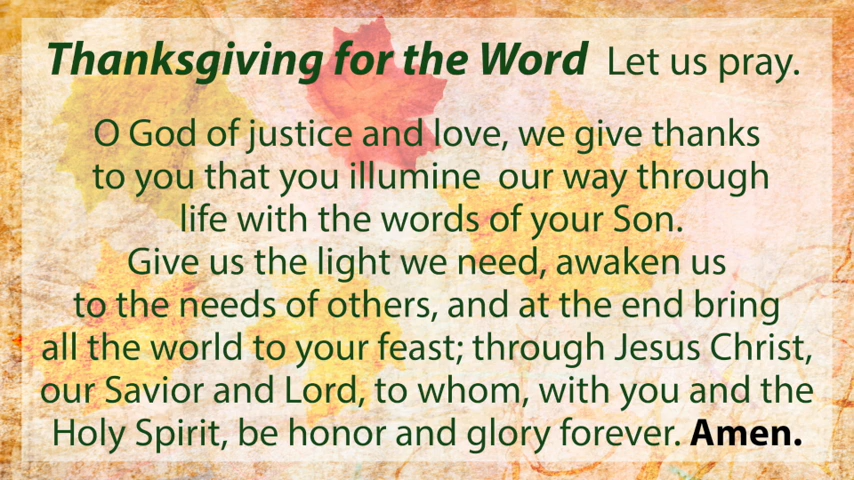 Thanksgiving for the Word Let us pray.
O God of justice and love, we give thanks
to you that you illumine our way through
life with the words of your Son.
Give us the light we need, awaken us
to the needs of others, and at the end bring
all the world to your feast; through Jesus Christ,
our Savior and Lord, to whom, with you and the
Holy Spirit, be honor and glory forever. Amen.